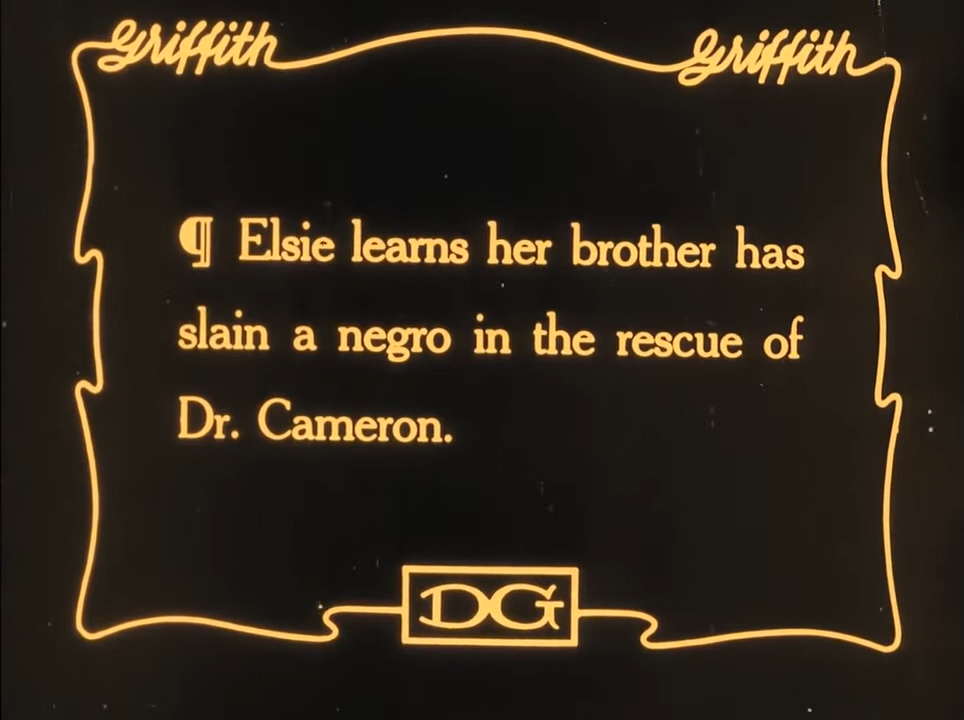 Griffith Griffith
¶ Elsie learns her brother has
slain a negro in the rescue of
Dr. Cameron.
DG